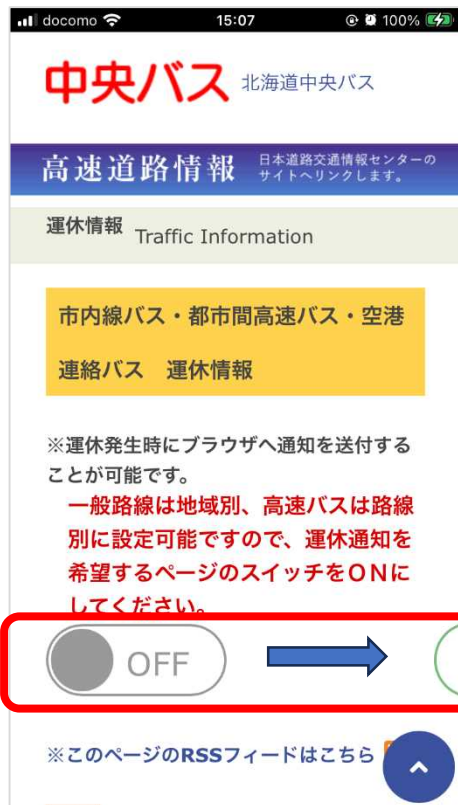 docomo 15:07 100%
中央バス 北海道中央バス
高速道路情報 日本道路交通情報センターの
サイトへリンクします。
運休情報 Traffic Information
市内線バス・都市間高速バス・空港
連絡バス　運休情報
※運休発生時にブラウザへ通知を送付する
ことが可能です。
一般路線は地域別、高速バスは路線
別に設定可能ですので、運休通知を
希望するページのスイッチをＯＮに
してください。
OFF
※このページのRSSフィードはこちら